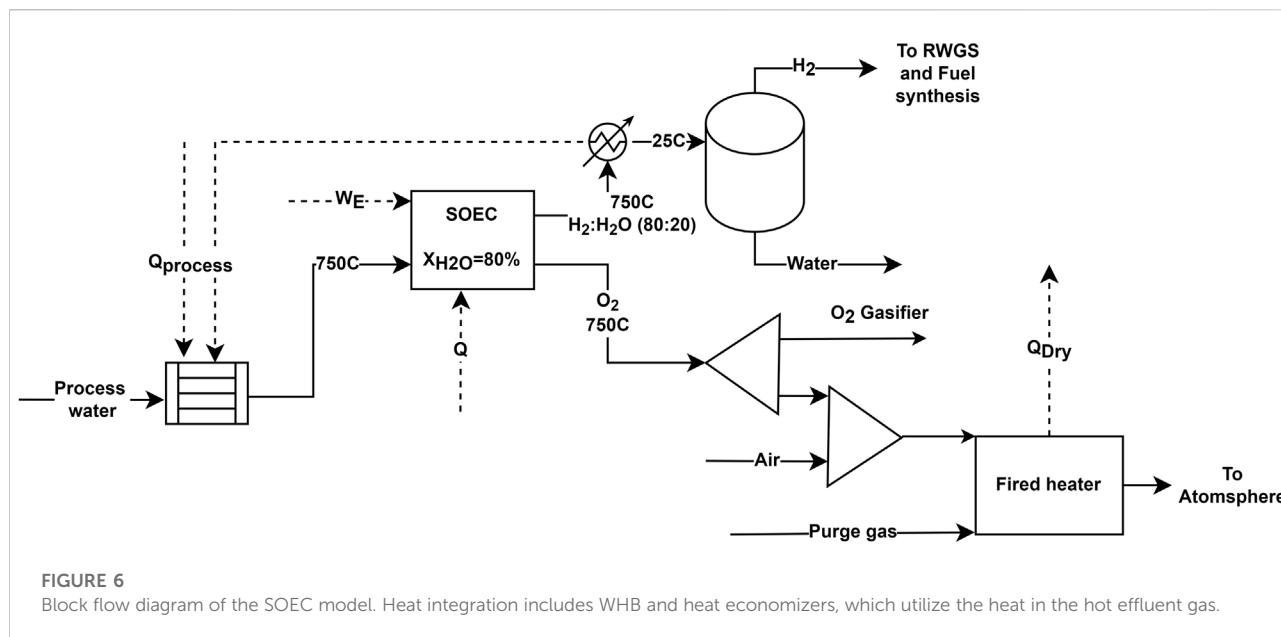 H2
To RWGS
and Fuel
synthesis
25C
WE
SOEC
XH2O=80%
750C
H2:H2O (80:20)
Qprocess
750C
Water
O2
750C
O2 Gasifier
QDry
Q
Process
water
Air
Fired heater
To
Atomsphere
Purge gas
FIGURE 6
Block flow diagram of the SOEC model. Heat integration includes WHB and heat economizers, which utilize the heat in the hot effluent gas.